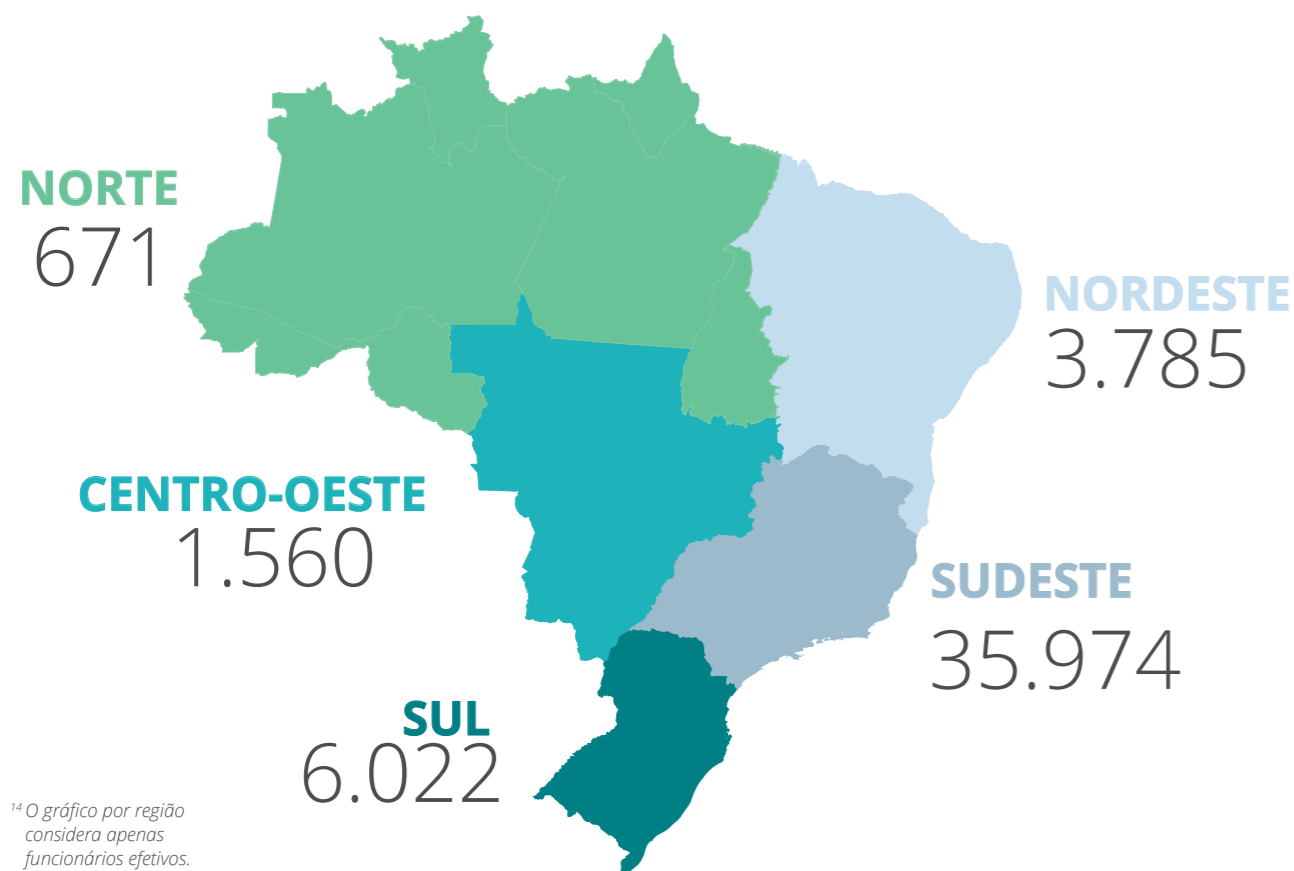 NORTE
671
NORDESTE
3.785
CENTRO-OESTE
1.560
SUDESTE
35.974
SUL
6.022
14 O gráfico por região
considera apenas
funcionários efetivos.